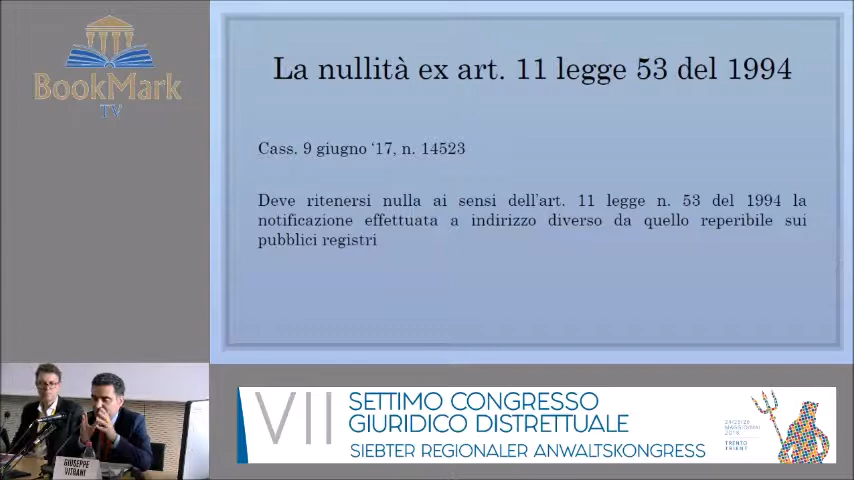 BookMark
TV
La nullità ex art. 11 legge 53 del 1994
Cass. 9 giugno ‘17, n. 14523
Deve ritenersi nulla ai sensi dell’art. 11 legge n. 53 del 1994 la
notificazione effettuata a indirizzo diverso da quello reperibile sui
pubblici registri
GIUSEPPE
VITRANI
VII
SETTIMO CONGRESSO
GIURIDICO DISTRETTUALE
SIEBTER REGIONALER ANWALTSKONGRESS
TRENTO
TRIENT